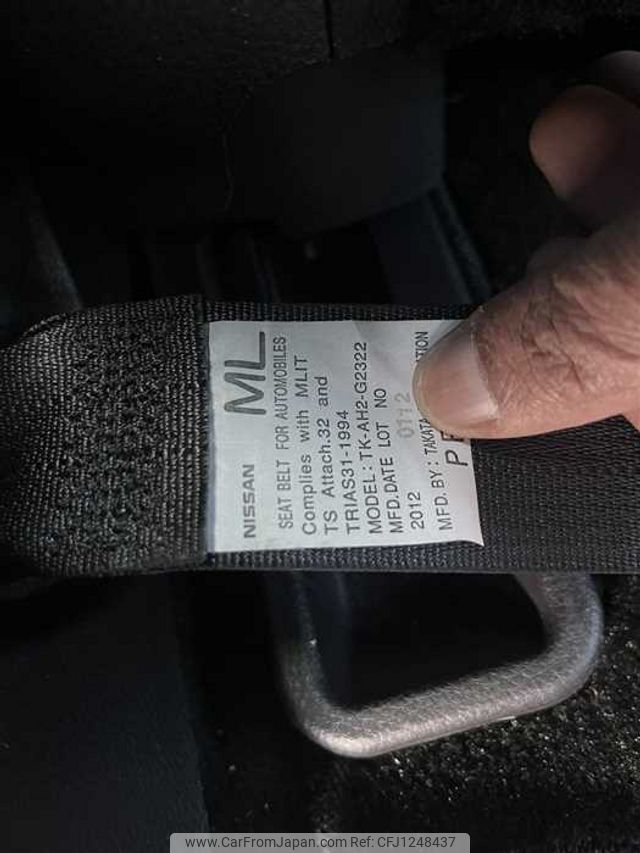 NISSAN ML
SEAT BELT FOR AUTOMOBILES
Complies with MLIT
TS Attach.32 and
TRIAS31-1994
MODEL: TK-AH2-G2322
MFD.DATE LOT NO
2012 0112
MFD. BY: TAKATA
P
www.CarFromJapan.com Ref: CFJ1248437